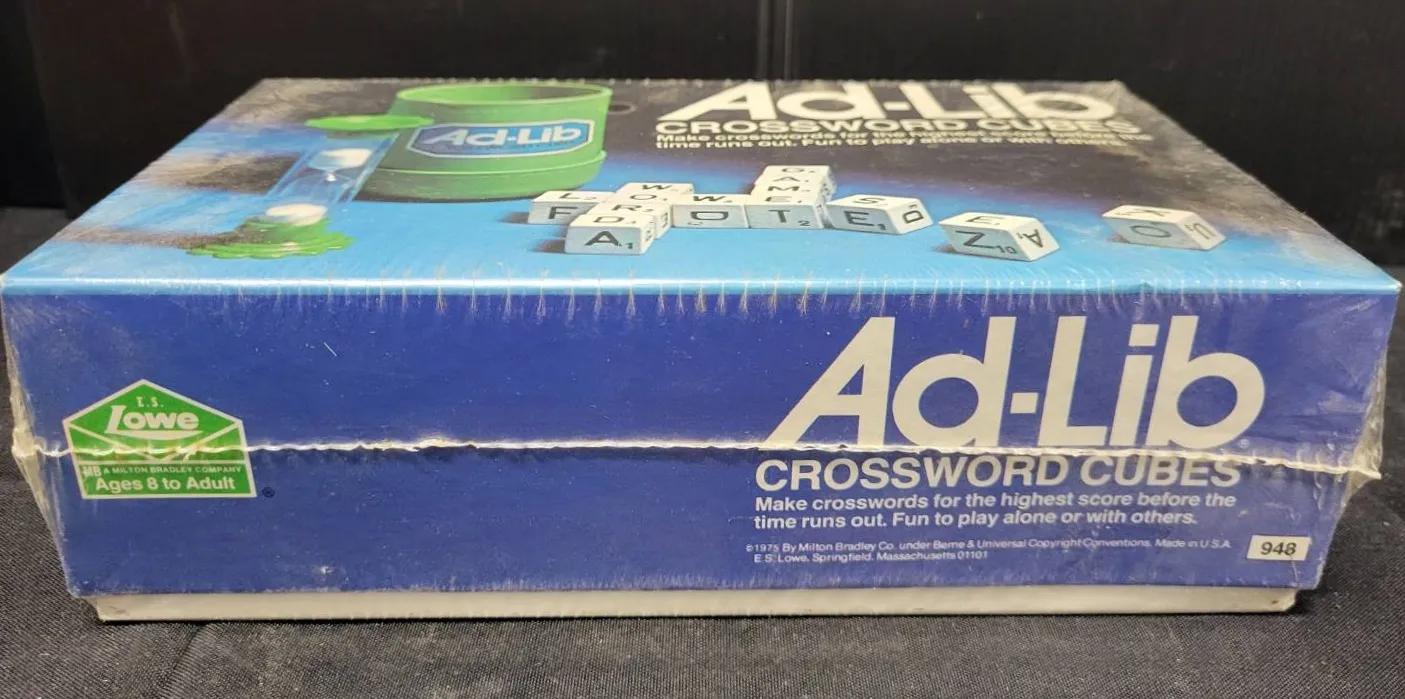 Ad-Lib
CROSSWORD CUBES
Make crosswords for the highest score before the
time runs out. Fun to play alone or with others.
Ad-Lib
E.S.
Lowe
MB A MILTON BRADLEY COMPANY
Ages 8 to Adult
®
Ad-Lib
CROSSWORD CUBES
Make crosswords for the highest score before the
time runs out. Fun to play alone or with others.
©1975 By Milton Bradley Co. under Berne & Universal Copyright Conventions. Made in U.S.A.
E.S. Lowe, Springfield, Massachusetts 01101
948